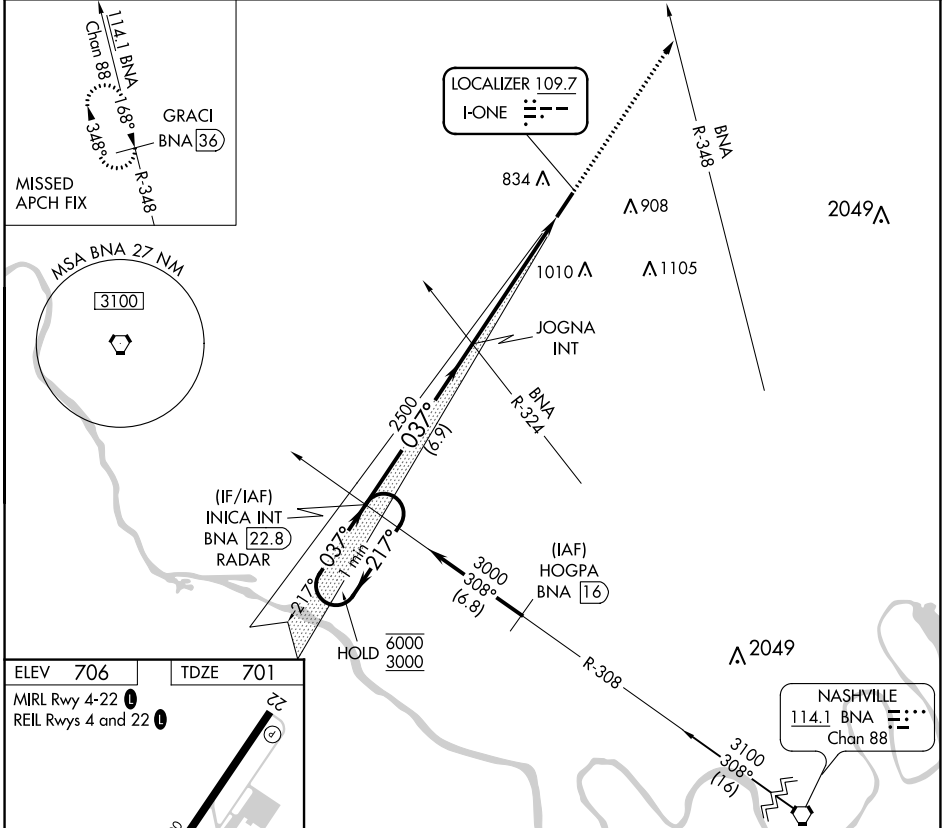 114.1 BNA
Chan 88
168°
348°
R-348
GRACI
BNA 36
MISSED
APCH FIX
LOCALIZER 109.7
I-ONE
BNA
R-348
834
908
2049
1010
1105
MSA BNA 27 NM
3100
JOGNA
INT
BNA
R-324
2500
037°
(6.9)
(IF/IAF)
INICA INT
BNA 22.8
RADAR
037°
217°
1 min
217°
3000
308°
(6.8)
(IAF)
HOGPA
BNA 16
HOLD
6000
3000
R-308
2049
NASHVILLE
114.1 BNA
Chan 88
3100
308°
(16)
ELEV 706
TDZE 701
MIRL Rwy 4-22 L
REIL Rwys 4 and 22 L
22
P